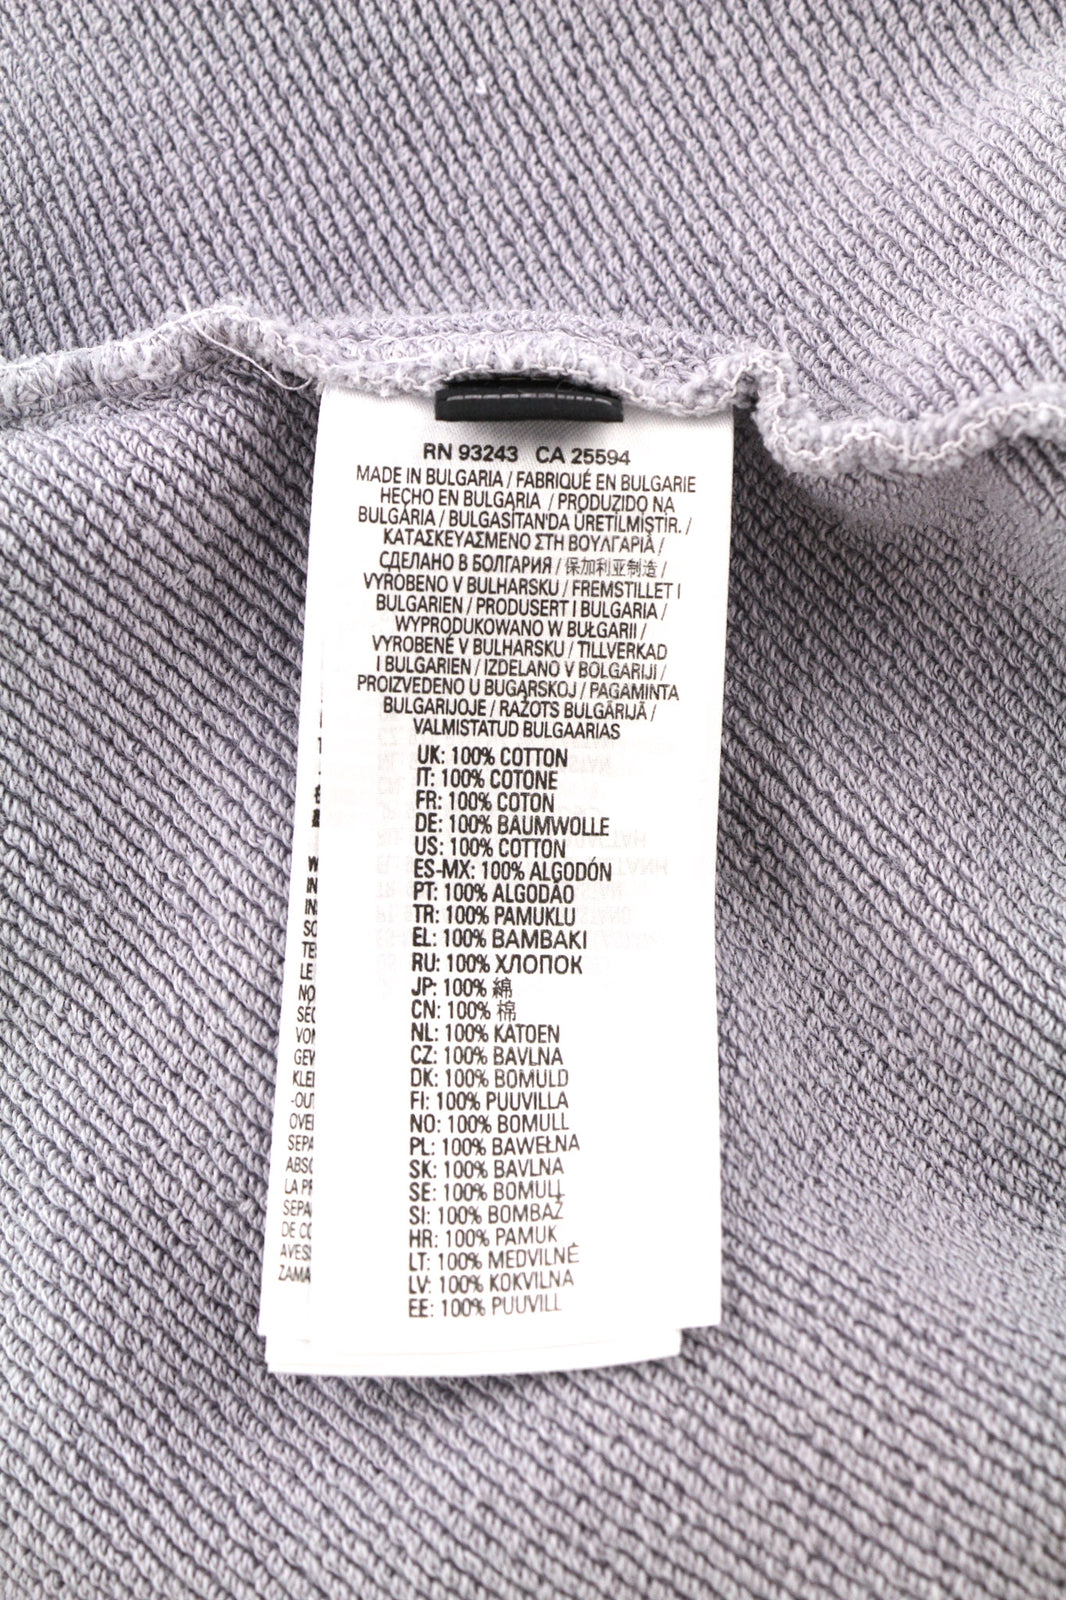 RN 93243 CA 25594
MADE IN BULGARIA / FABRIQUÉ EN BULGARIE
HECHO EN BULGARIA / PRODUZIDO NA
BULGÁRIA / BULGASİTAN'DA ÜRETİLMİŞTİR. /
ΚΑΤΑΣΚΕΥΑΣΜΕΝΟ ΣΤΗ ΒΟΥΛΓΑΡΙΑ /
СДЕЛАНО В БОЛГАРИЯ / 保加利亚制造 /
VYROBENO V BULHARSKU / FREMSTILLET I
BULGARIEN / PRODUSERT I BULGARIA /
WYPRODUKOWANO W BUŁGARII /
VYROBENÉ V BULHARSKU / TILLVERKAD
I BULGARIEN / IZDELANO V BOLGARIJI /
PROIZVEDENO U BUGARSKOJ / PAGAMINTA
BULGARIJOJE / RAŽOTS BULGĀRIJĀ /
VALMISTATUD BULGAARIAS
UK: 100% COTTON
IT: 100% COTONE
FR: 100% COTON
DE: 100% BAUMWOLLE
US: 100% COTTON
ES-MX: 100% ALGODÓN
PT: 100% ALGODÃO
TR: 100% PAMUKLU
EL: 100% ΒΑΜΒΑΚΙ
RU: 100% ХЛОПОК
JP: 100% 綿
CN: 100% 棉
NL: 100% KATOEN
CZ: 100% BAVLNA
DK: 100% BOMULD
FI: 100% PUUVILLA
NO: 100% BOMULL
PL: 100% BAWEŁNA
SK: 100% BAVLNA
SE: 100% BOMULL
SI: 100% BOMBAŽ
HR: 100% PAMUK
LT: 100% MEDVILNĖ
LV: 100% KOKVILNA
EE: 100% PUUVILL